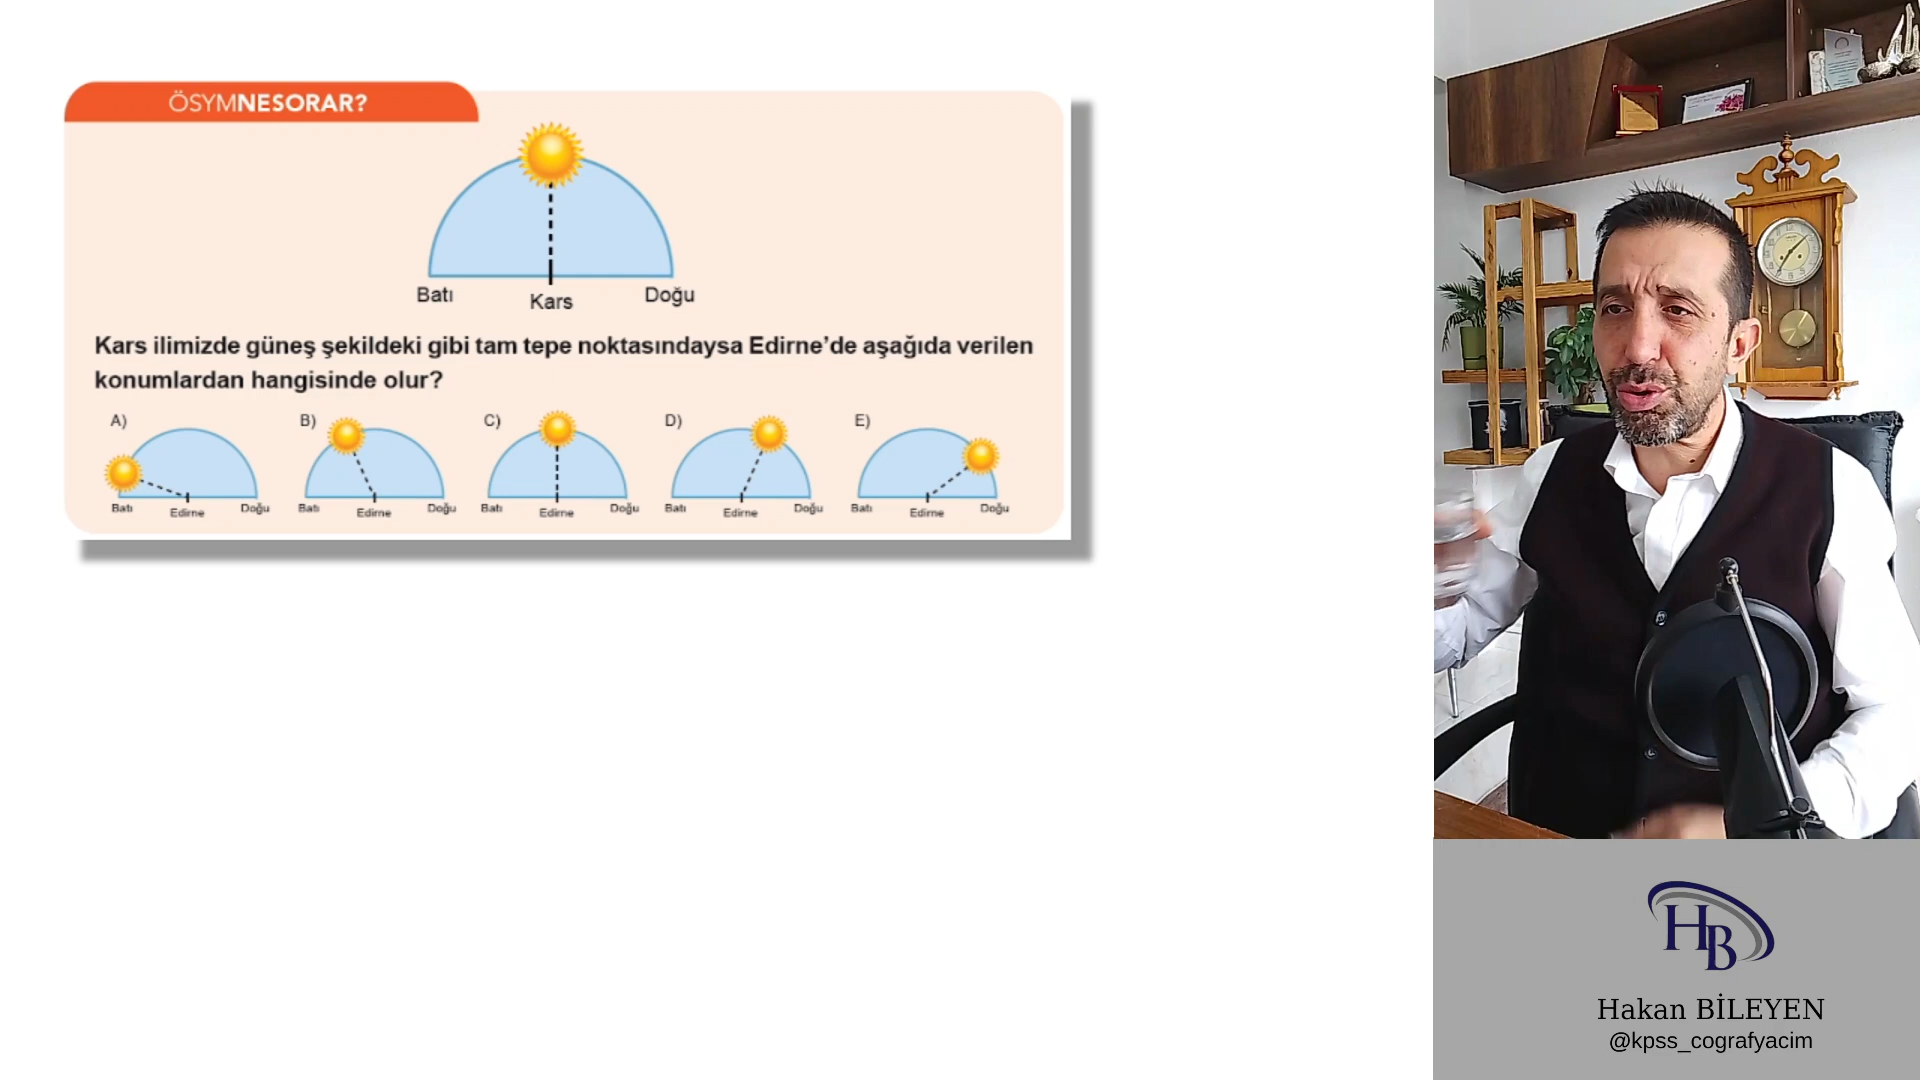 ÖSYMNESORAR?
Batı
Kars
Doğu
Kars ilimizde güneş şekildeki gibi tam tepe noktasındaysa Edirne'de aşağıda verilen
konumlardan hangisinde olur?
A)
B)
C)
D)
E)
Batı Edirne Doğu
Batı Edirne Doğu
Batı Edirne Doğu
Batı Edirne Doğu
Batı Edirne Doğu
HB
Hakan BİLEYEN
@kpss_cografyacim